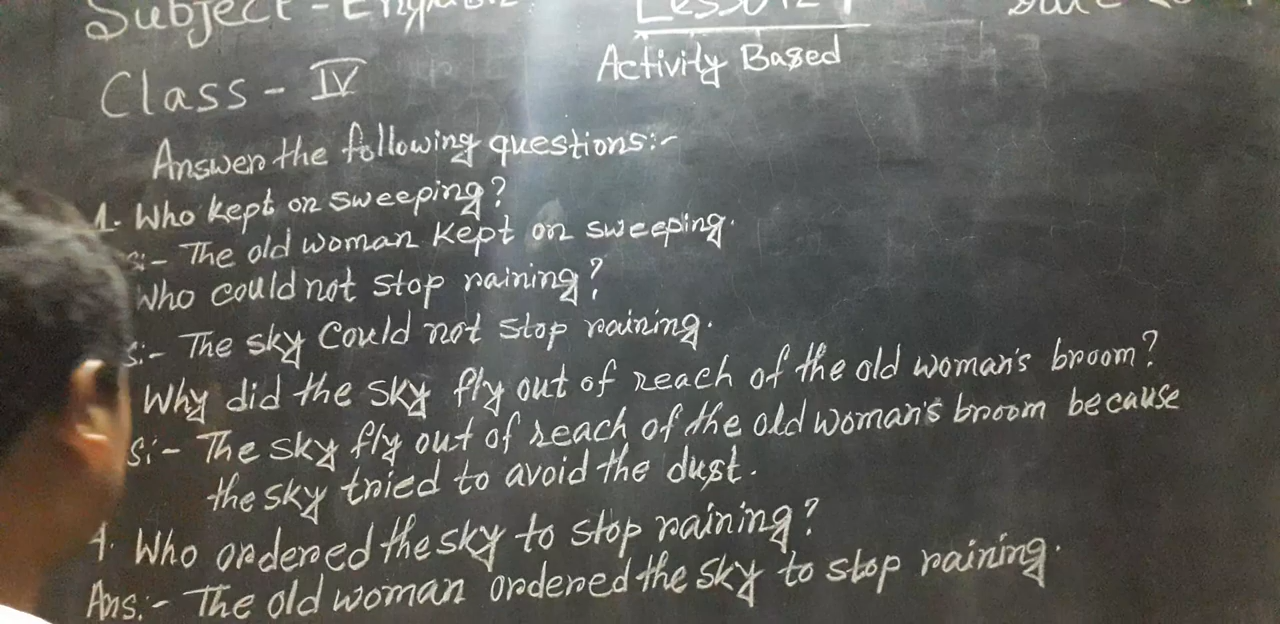 Subject - English
Lesson - 1
Class - IV
Activity Based
Answer the following questions:-
1. Who kept on sweeping?
s:- The old woman kept on sweeping.
Who could not stop raining?
s:- The sky could not stop raining.
Why did the sky fly out of reach of the old woman's broom?
s:- The sky fly out of reach of the old woman's broom because
the sky tried to avoid the dust.
4. Who ordered the sky to stop raining?
Ans:- The old woman ordered the sky to stop raining.